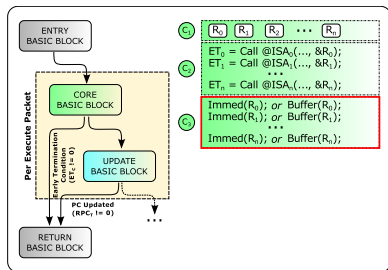 ENTRY
BASIC BLOCK
Per Execute Packet
CORE
BASIC BLOCK
Early Termination
Condition
(ETc != 0)
UPDATE
BASIC BLOCK
PC Updated
(RPCf != 0)
...
RETURN
BASIC BLOCK
C1
R0 R1 R2 ... Rn
C2
ET0 = Call @ISA0(..., &R0);
ET1 = Call @ISA1(..., &R1);
...
ETn = Call @ISAn(..., &Rn);
C3
Immed(R0); or Buffer(R0);
Immed(R1); or Buffer(R1);
...
Immed(Rn); or Buffer(Rn);